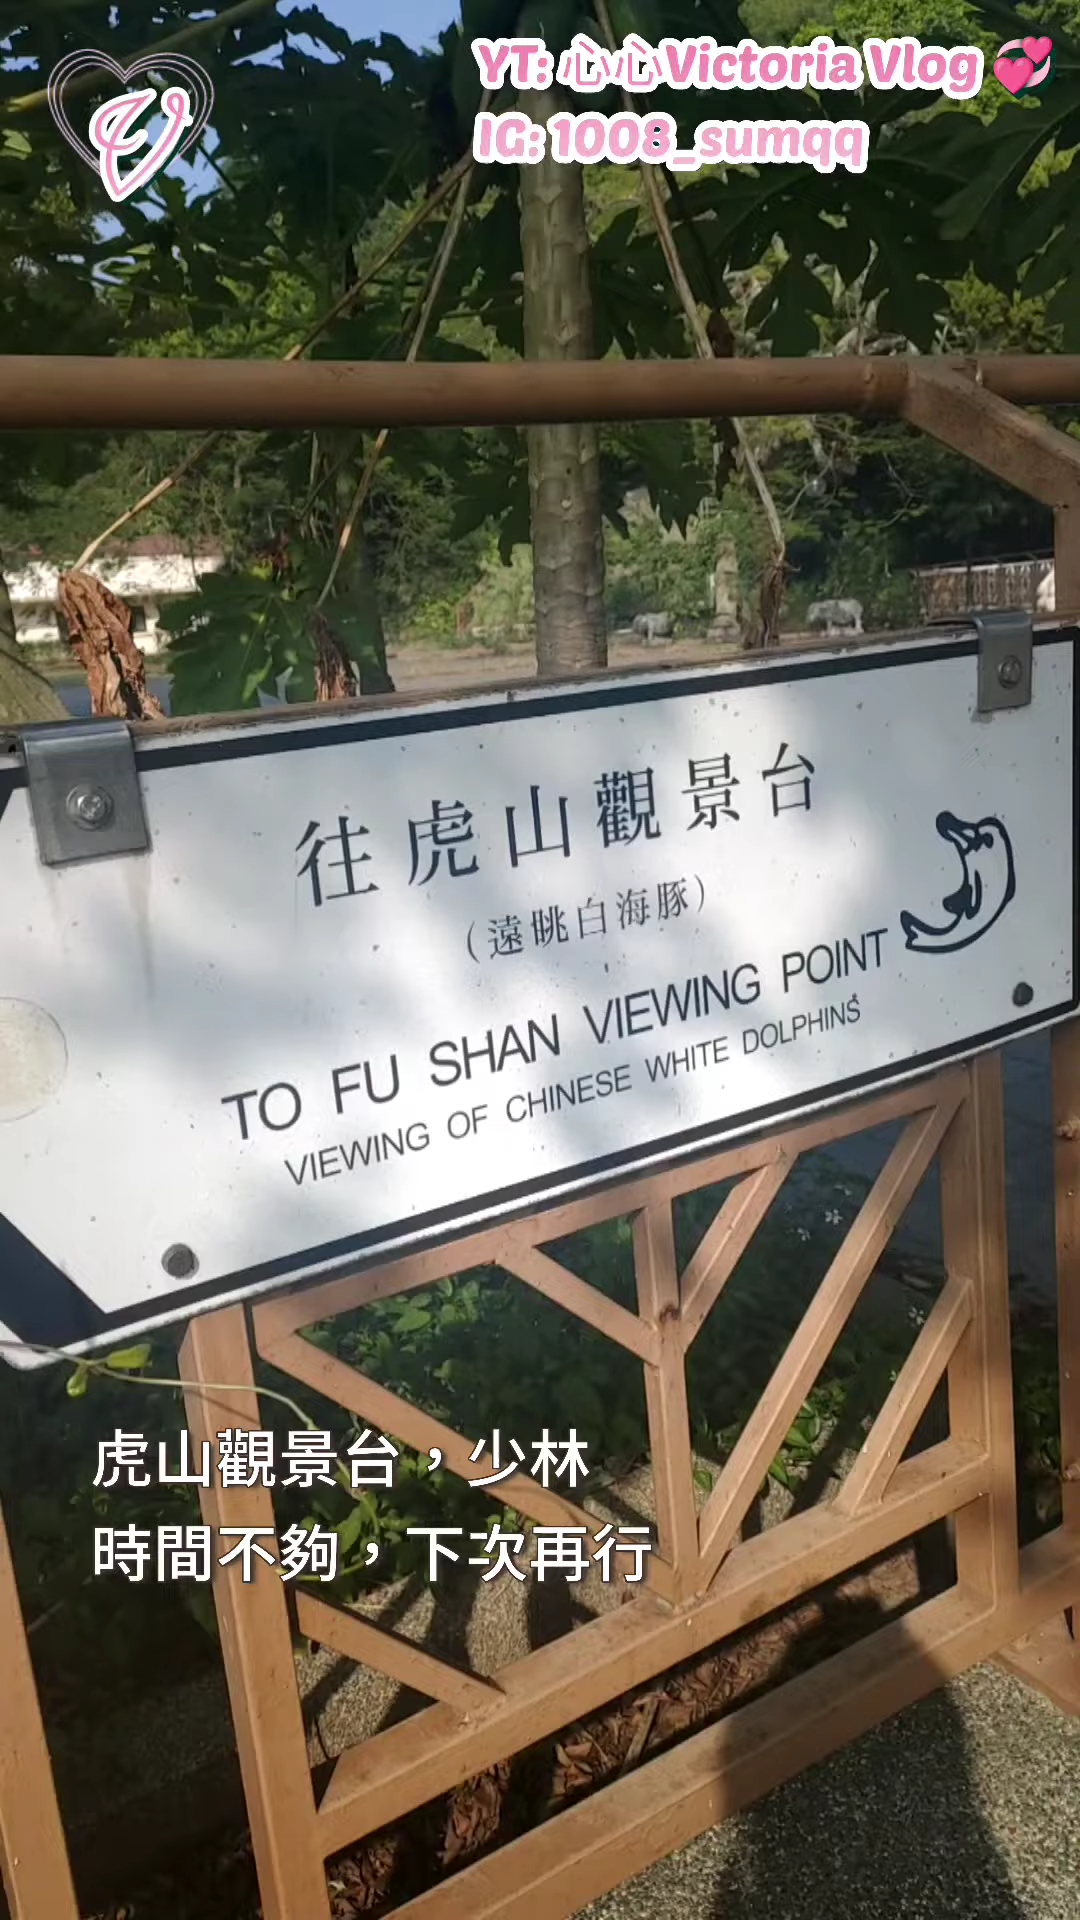 YT: 心心Victoria Vlog 💞
IG: 1008_sumqq
往虎山觀景台
(遠眺白海豚)
TO FU SHAN VIEWING POINT
VIEWING OF CHINESE WHITE DOLPHINS
虎山觀景台，少林
時間不夠，下次再行